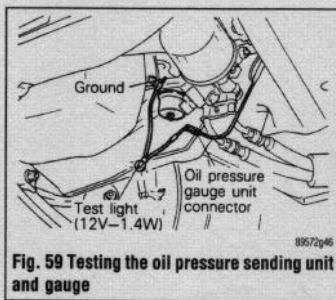 Ground
Oil pressure
gauge unit
connector
Test light
(12V–1.4W)
89572g46
Fig. 59 Testing the oil pressure sending unit
and gauge